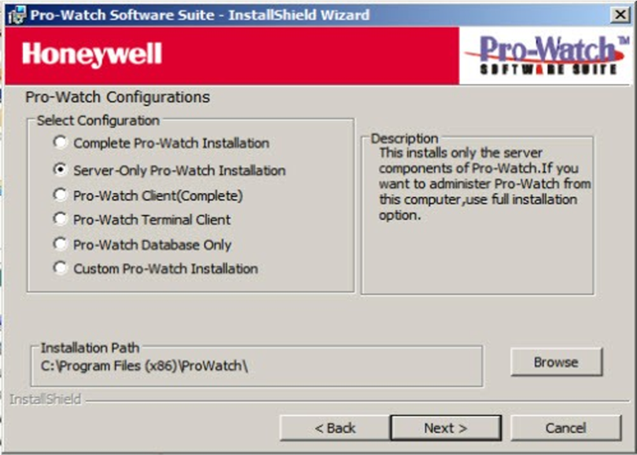 Pro-Watch Software Suite - InstallShield Wizard
Honeywell
Pro-Watch™
SOFTWARE SUITE
Pro-Watch Configurations
Select Configuration
Complete Pro-Watch Installation
Server-Only Pro-Watch Installation
Pro-Watch Client(Complete)
Pro-Watch Terminal Client
Pro-Watch Database Only
Custom Pro-Watch Installation
Description
This installs only the server
components of Pro-Watch.If you
want to administer Pro-Watch from
this computer,use full installation
option.
Installation Path
C:\Program Files (x86)\ProWatch\
Browse
InstallShield
< Back
Next >
Cancel